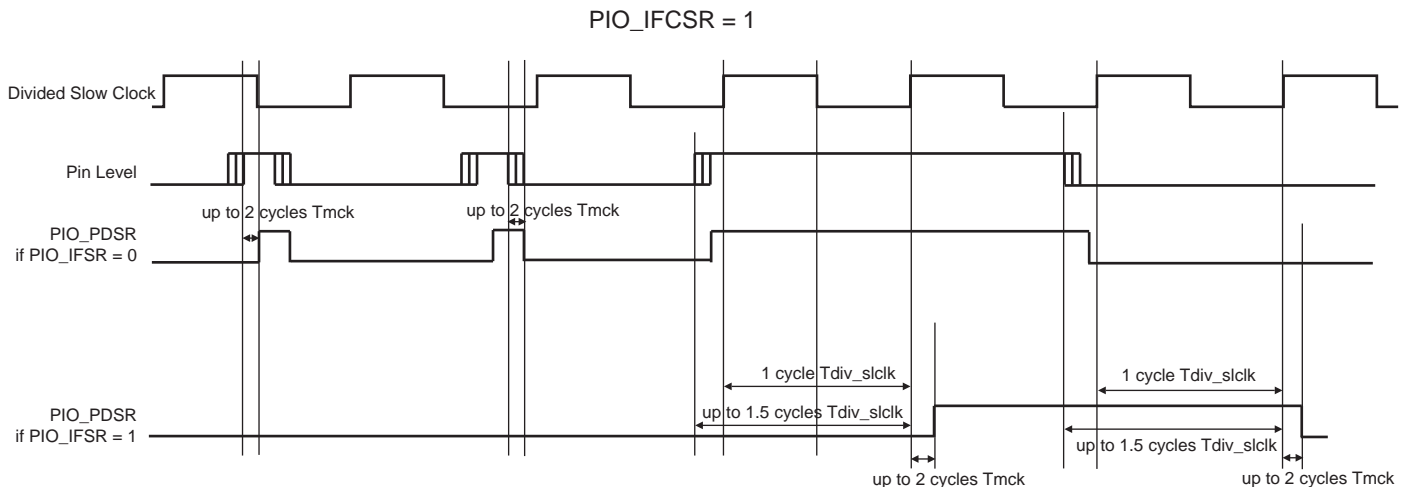 PIO_IFCSR = 1
Divided Slow Clock
Pin Level
up to 2 cycles Tmck
up to 2 cycles Tmck
PIO_PDSR
if PIO_IFSR = 0
1 cycle Tdiv_slclk
1 cycle Tdiv_slclk
PIO_PDSR
if PIO_IFSR = 1
up to 1.5 cycles Tdiv_slclk
up to 1.5 cycles Tdiv_slclk
up to 2 cycles Tmck
up to 2 cycles Tmck